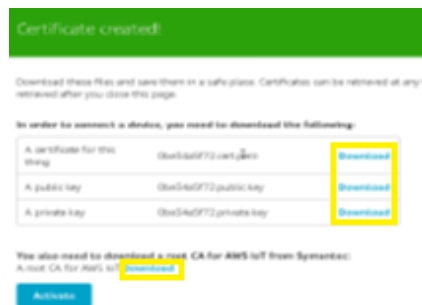 Certificate created!
Download these files and save them in a safe place. Certificates can be retrieved at any
retrieved after you close this page.
In order to connect a device, you need to download the following:
A certificate for this
thing
.cert.pem
Download
A public key
.public.key
Download
A private key
.private.key
Download
You also need to download a root CA for AWS IoT from Symantec:
A root CA for AWS IoT Download
Activate